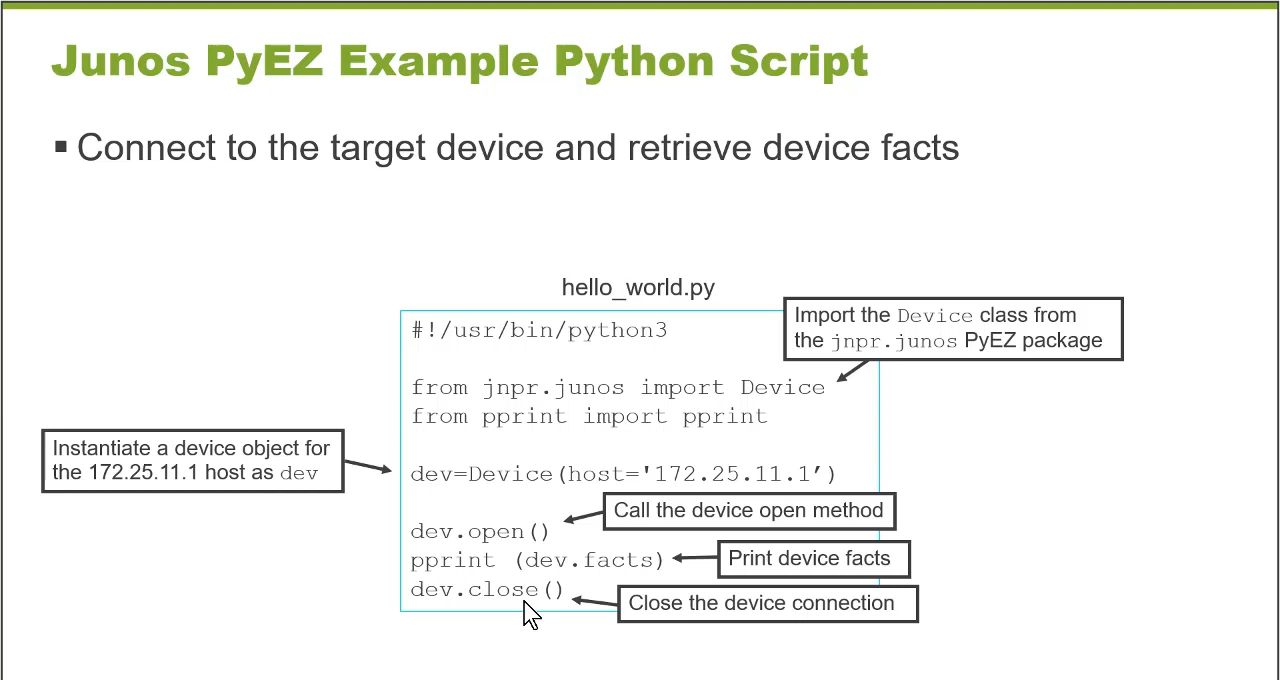 Junos PyEZ Example Python Script
▪ Connect to the target device and retrieve device facts
hello_world.py
#!/usr/bin/python3
Import the Device class from
the jnpr.junos PyEZ package
from jnpr.junos import Device
from pprint import pprint
Instantiate a device object for
the 172.25.11.1 host as dev
dev=Device(host='172.25.11.1’)
Call the device open method
dev.open()
pprint (dev.facts)
Print device facts
dev.close()
Close the device connection